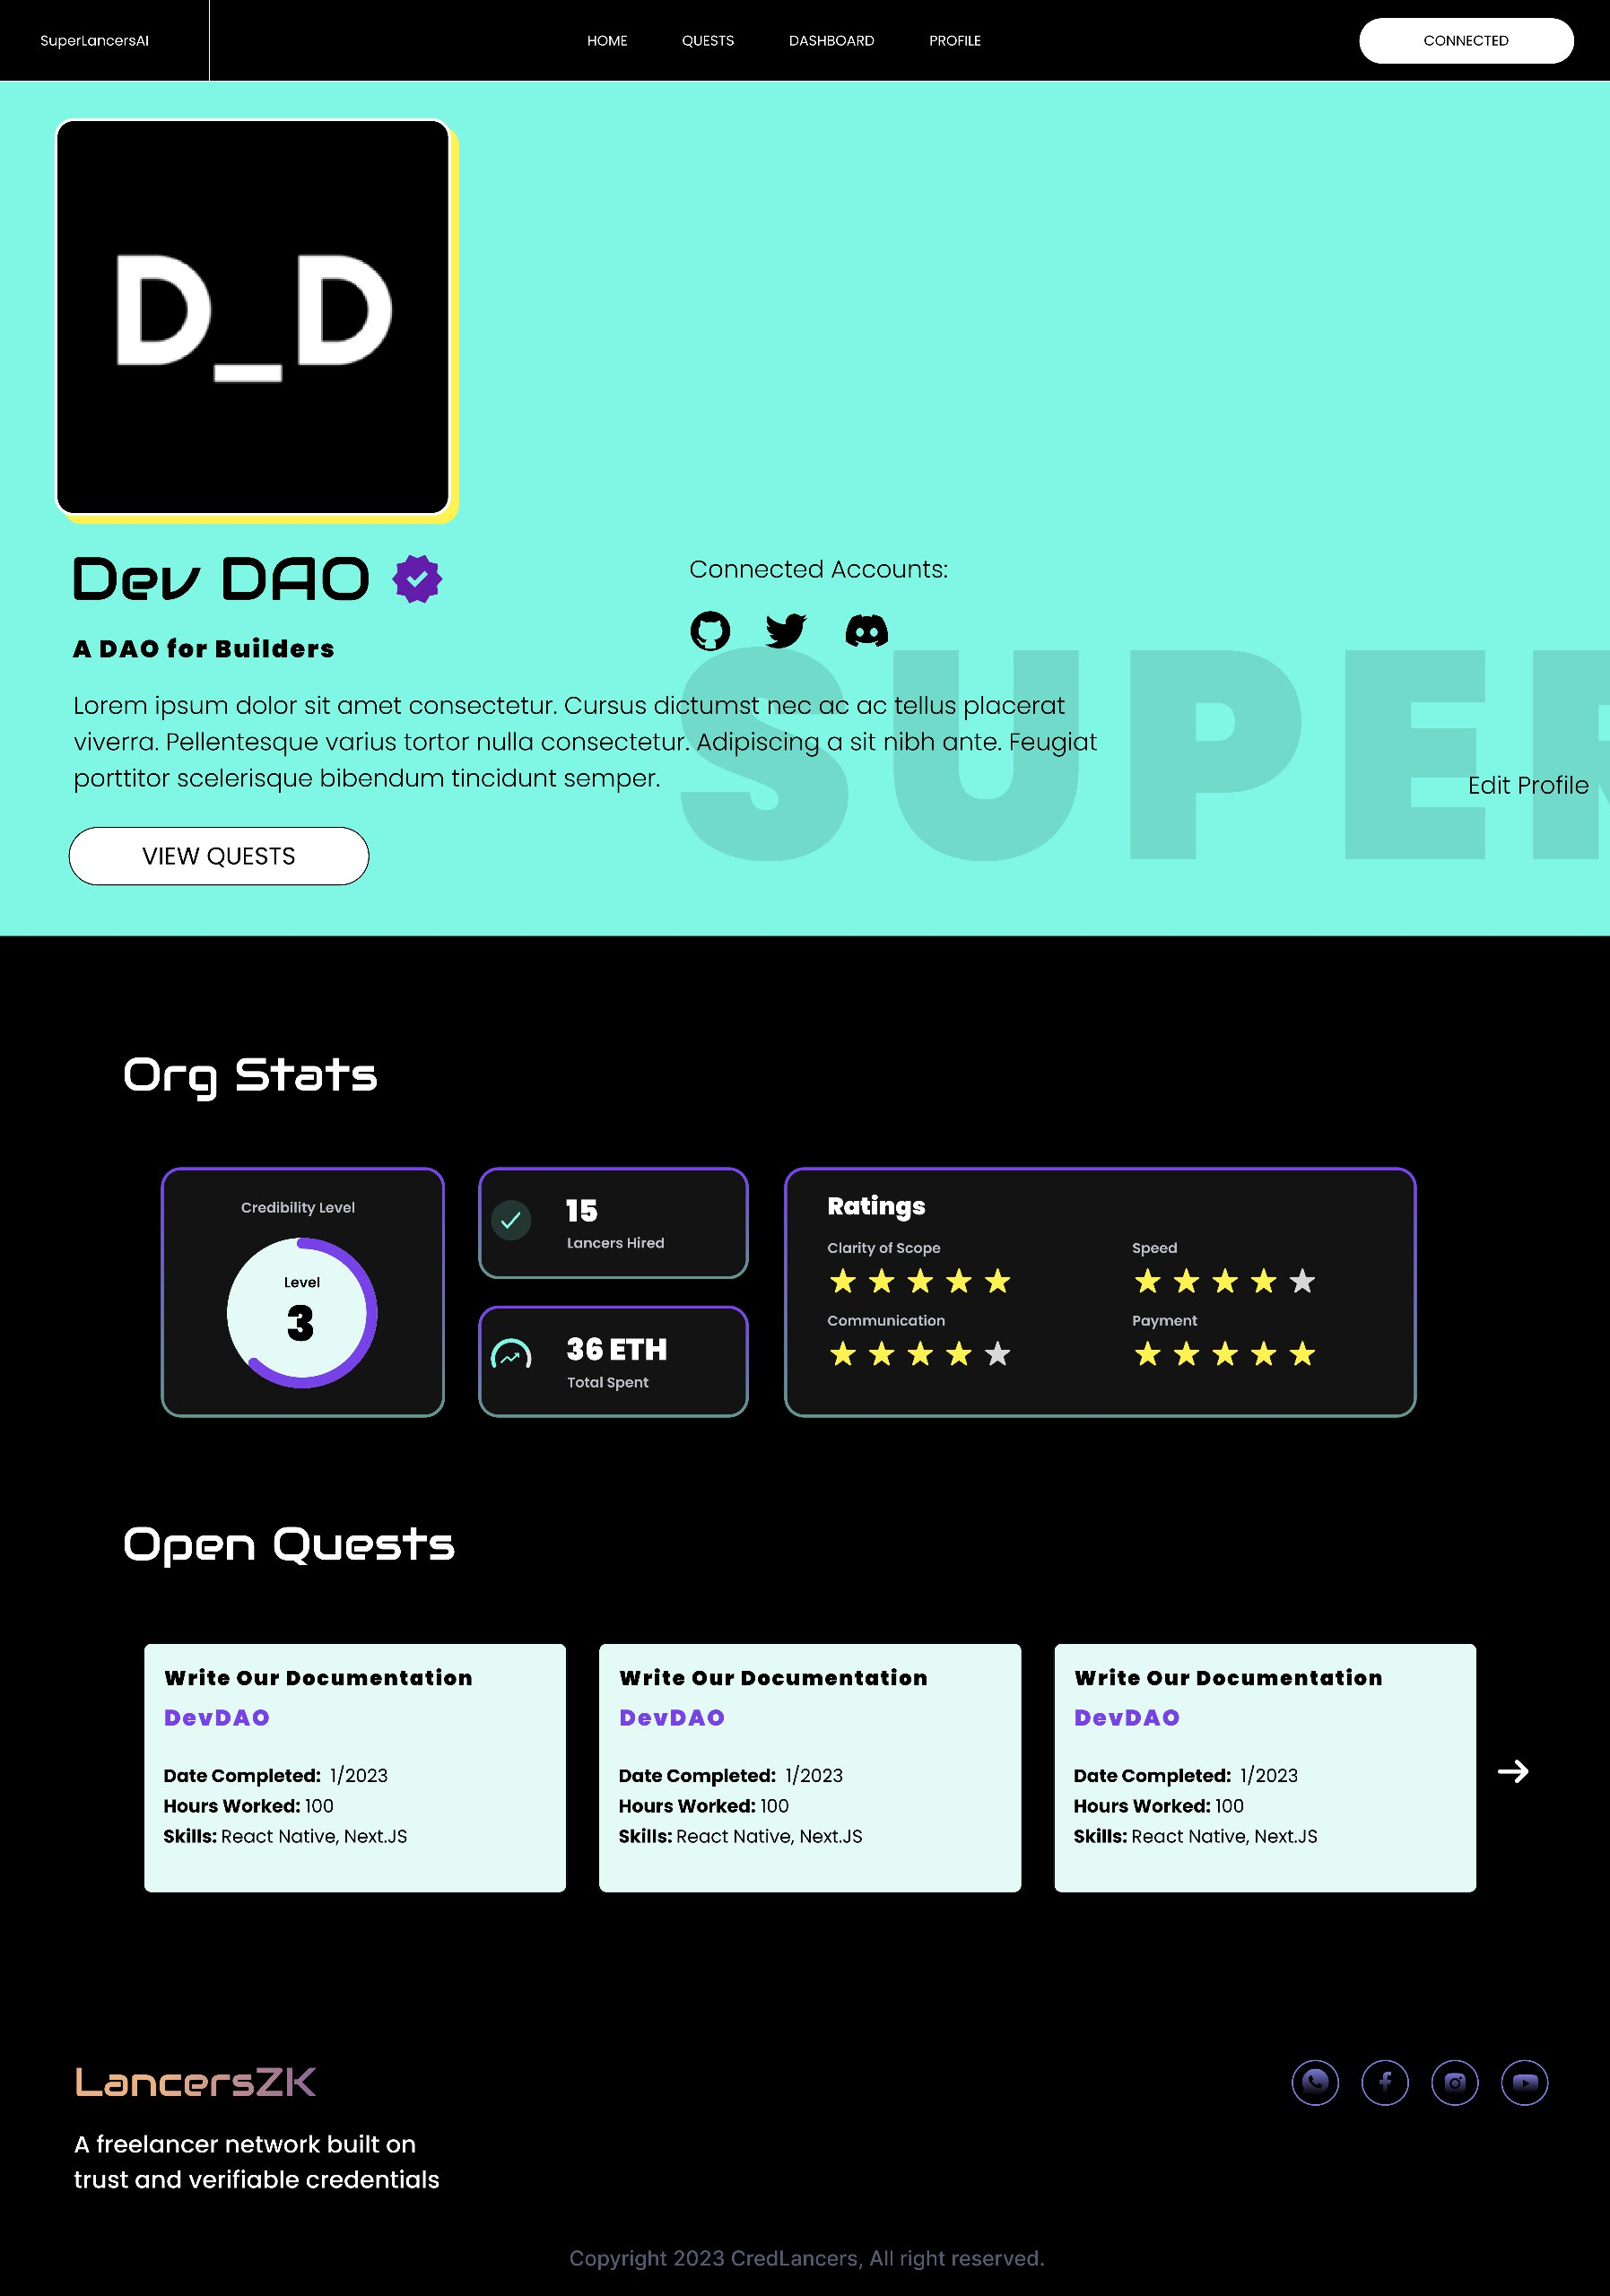 SuperLancersAI
HOME QUESTS DASHBOARD PROFILE
CONNECTED
D_D
Dev DAO
Connected Accounts:
A DAO for Builders
SUPER
Lorem ipsum dolor sit amet consectetur. Cursus dictumst nec ac ac tellus placerat
viverra. Pellentesque varius tortor nulla consectetur. Adipiscing a sit nibh ante. Feugiat
porttitor scelerisque bibendum tincidunt semper.
Edit Profile
VIEW QUESTS
Org Stats
Credibility Level
Level
3
15
Lancers Hired
36 ETH
Total Spent
Ratings
Clarity of Scope
Speed
Communication
Payment
Open Quests
Write Our Documentation
DevDAO
Date Completed: 1/2023
Hours Worked: 100
Skills: React Native, Next.JS
Write Our Documentation
DevDAO
Date Completed: 1/2023
Hours Worked: 100
Skills: React Native, Next.JS
Write Our Documentation
DevDAO
Date Completed: 1/2023
Hours Worked: 100
Skills: React Native, Next.JS
LancersZK
A freelancer network built on
trust and verifiable credentials
Copyright 2023 CredLancers, All right reserved.